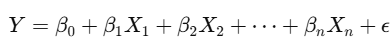 Y = β₀ + β₁X₁ + β₂X₂ + ⋯ + βₙXₙ + ϵ